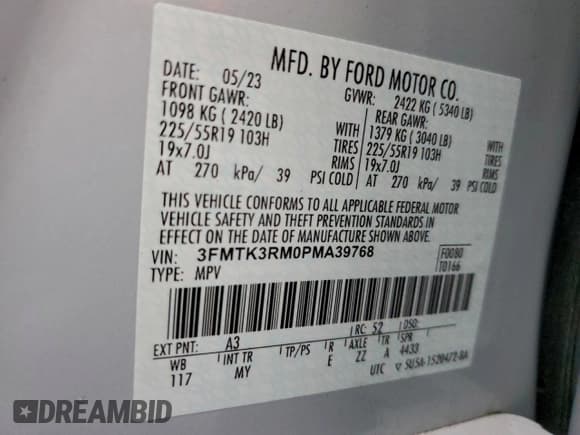 MFD. BY FORD MOTOR CO.
DATE: 05/23
GVWR: 2422 KG ( 5340 LB)
FRONT GAWR:
REAR GAWR:
1098 KG ( 2420 LB)
1379 KG ( 3040 LB)
225/55R19 103H WITH TIRES
225/55R19 103H WITH TIRES
19x7.0J RIMS
19x7.0J RIMS
AT 270 kPa/ 39 PSI COLD
AT 270 kPa/ 39 PSI COLD
THIS VEHICLE CONFORMS TO ALL APPLICABLE FEDERAL MOTOR
VEHICLE SAFETY AND THEFT PREVENTION STANDARDS IN
EFFECT ON THE DATE OF MANUFACTURE SHOWN ABOVE.
VIN: 3FMTK3RM0PMA39768
F0080
TYPE: MPV
T0166
EXT PNT: A3
RC: 52 DSO:
WB INT TR TP/PS R AXLE TR SPR
117 MY E ZZ A 4433
UTC
DREAMBID